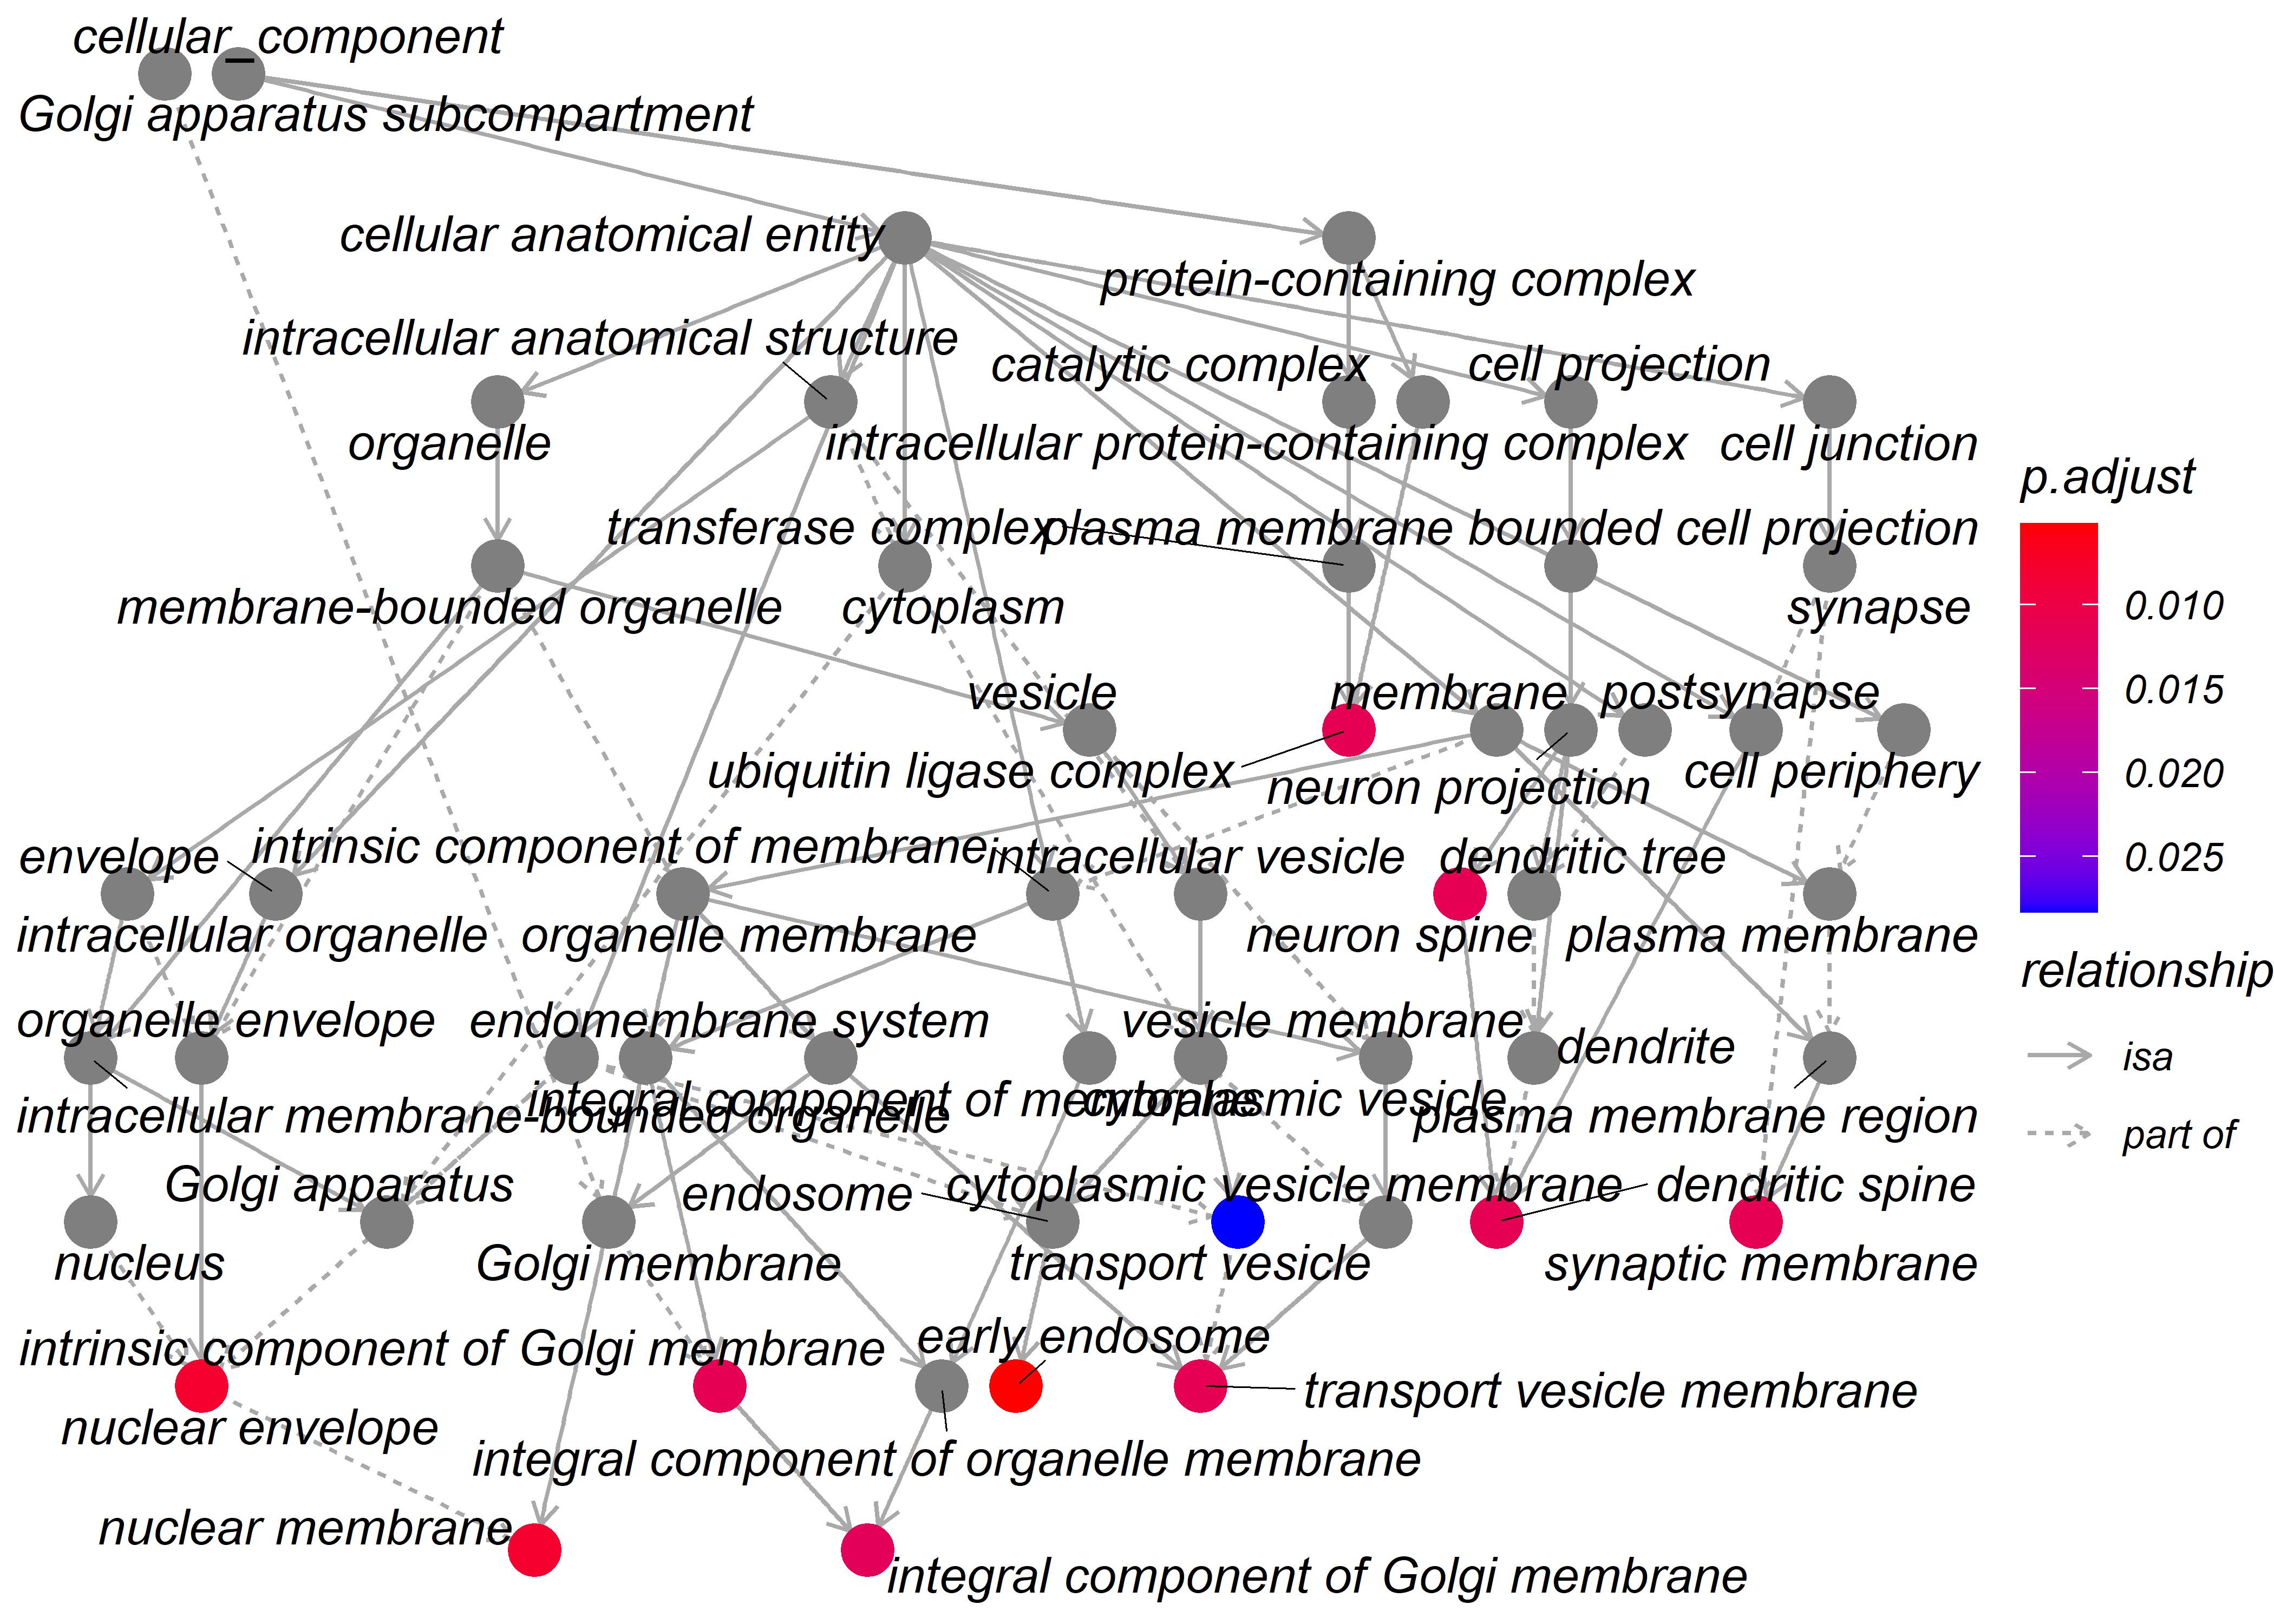 cellular_component
Golgi apparatus subcompartment
cellular anatomical entity
protein-containing complex
intracellular anatomical structure
catalytic complex
cell projection
organelle
intracellular protein-containing complex
cell junction
p.adjust
transferase complex
plasma membrane bounded cell projection
membrane-bounded organelle
cytoplasm
synapse
0.010
0.015
0.020
0.025
vesicle
membrane
postsynapse
ubiquitin ligase complex
neuron projection
cell periphery
envelope
intrinsic component of membrane
intracellular vesicle
dendritic tree
intracellular organelle
organelle membrane
neuron spine
plasma membrane
relationship
organelle envelope
endomembrane system
vesicle membrane
dendrite
isa
integral component of membrane
cytoplasmic vesicle
intracellular membrane-bounded organelle
plasma membrane region
part of
Golgi apparatus
endosome
cytoplasmic vesicle membrane
dendritic spine
nucleus
Golgi membrane
transport vesicle
synaptic membrane
intrinsic component of Golgi membrane
early endosome
transport vesicle membrane
nuclear envelope
integral component of organelle membrane
nuclear membrane
integral component of Golgi membrane